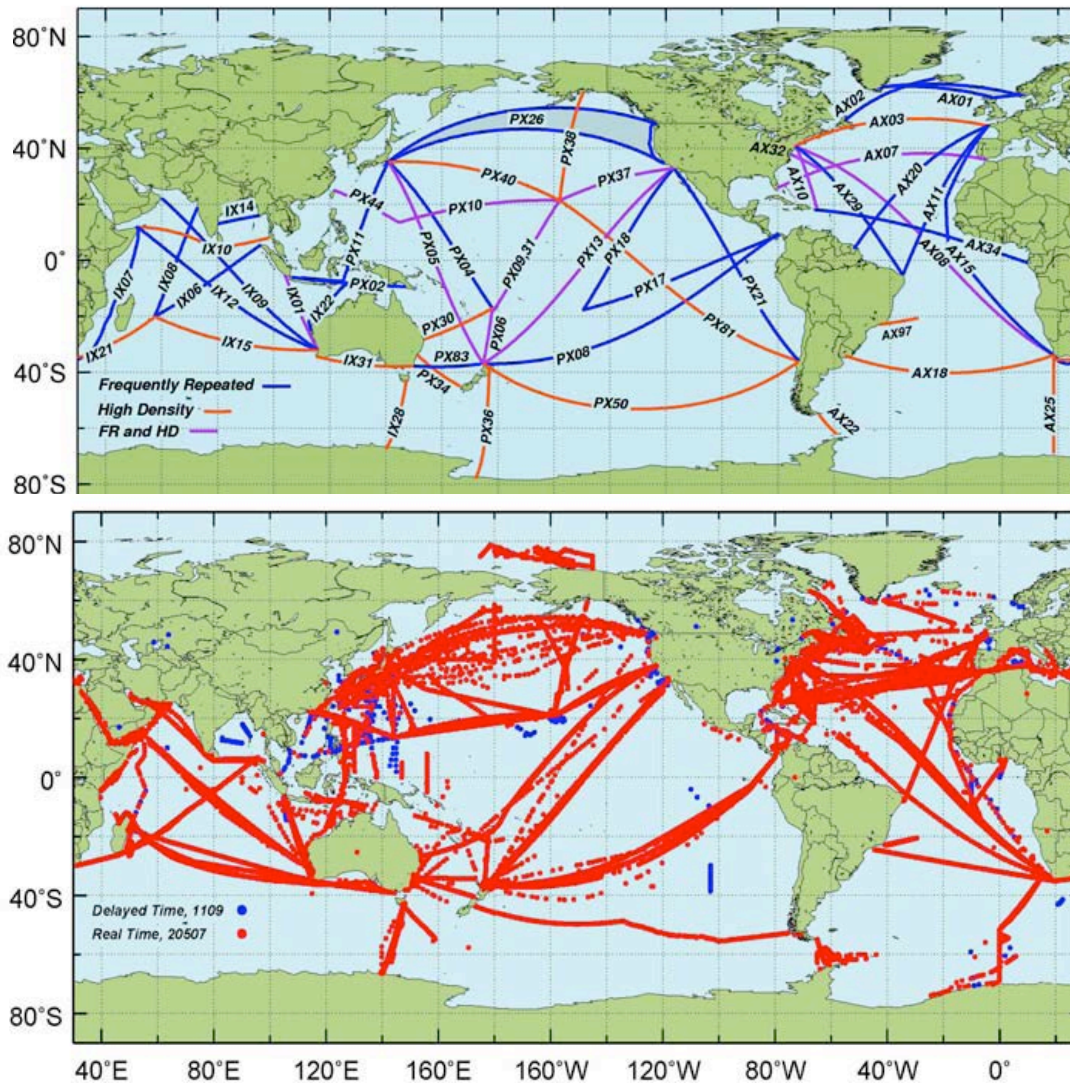 80°N
AX02
AX01
PX26
AX03
PX38
40°N
AX32
AX07
PX40
PX37
AX20
PX44
AX10
AX11
IX14
PX10
AX29
PX11
IX10
PX05
PX04
PX09,31
PX13
PX18
AX34
0°
IX07
IX08
IX06
IX12
IX09
IX01
IX22
PX02
PX17
AX08
AX15
PX21
IX21
IX15
PX30
PX06
PX81
AX97
IX31
PX83
PX08
40°S
PX34
AX18
Frequently Repeated
PX50
High Density
IX28
PX36
AX22
AX25
FR and HD
80°S
80°N
40°N
0°
40°S
Delayed Time, 1109
Real Time, 20507
80°S
40°E 80°E 120°E 160°E 160°W 120°W 80°W 40°W 0°